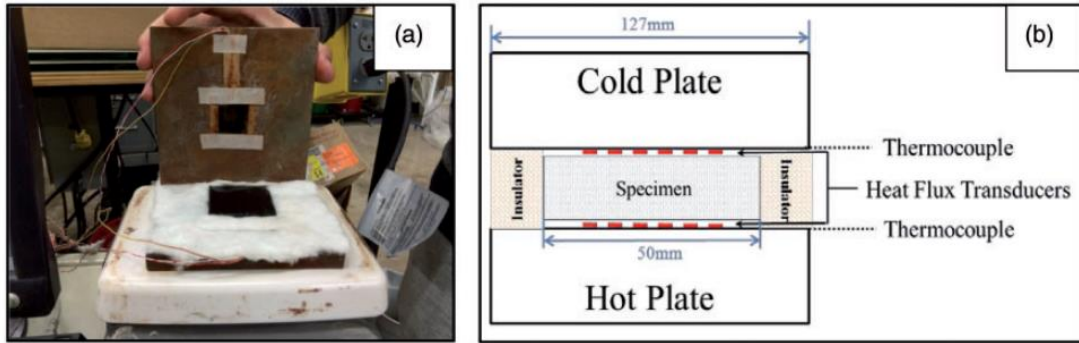 (a)
(b)
127mm
Cold Plate
Thermocouple
Insulator
Specimen
Insulator
Heat Flux Transducers
Thermocouple
50mm
Hot Plate